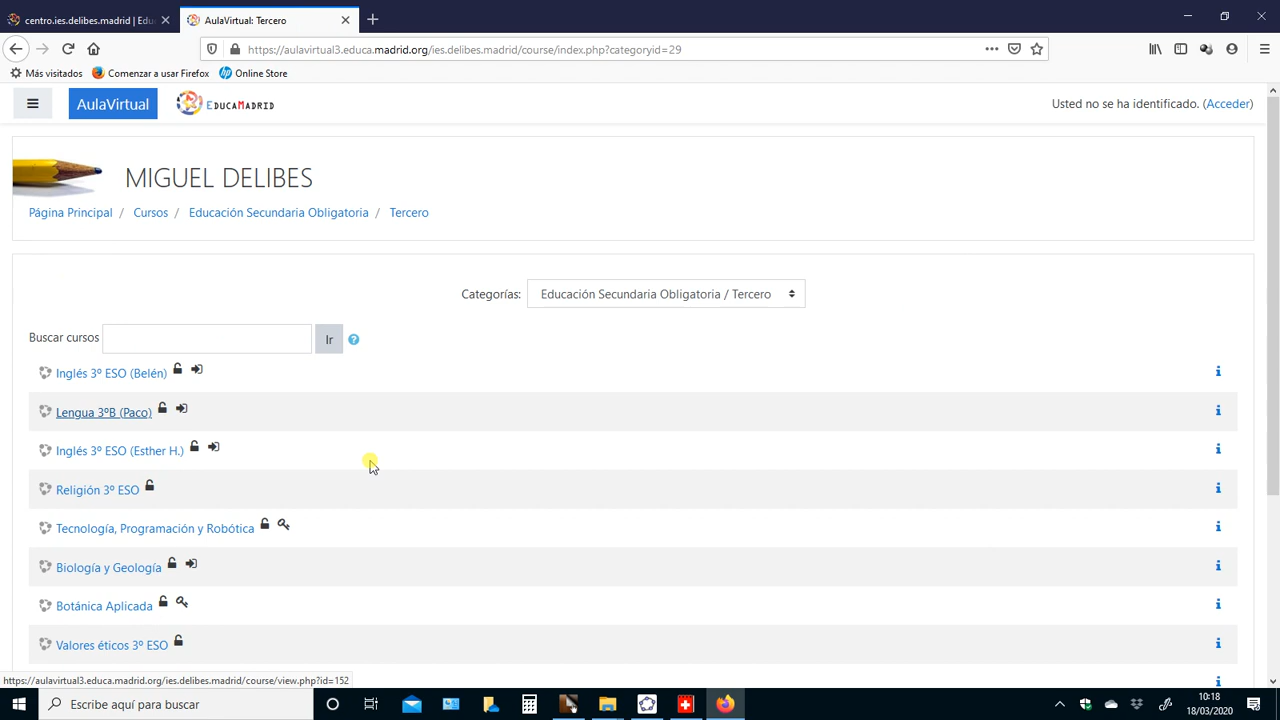 centro.ies.delibes.madrid | Edu
AulaVirtual: Tercero
https://aulavirtual3.educa.madrid.org/ies.delibes.madrid/course/index.php?categoryid=29
Más visitados
Comenzar a usar Firefox
Online Store
AulaVirtual
EDUCAMADRID
Usted no se ha identificado. (Acceder)
MIGUEL DELIBES
Página Principal / Cursos / Educación Secundaria Obligatoria / Tercero
Categorías: Educación Secundaria Obligatoria / Tercero
Buscar cursos Ir
Inglés 3º ESO (Belén)
Lengua 3ºB (Paco)
Inglés 3º ESO (Esther H.)
Religión 3º ESO
Tecnología, Programación y Robótica
Biología y Geología
Botánica Aplicada
Valores éticos 3º ESO
https://aulavirtual3.educa.madrid.org/ies.delibes.madrid/course/view.php?id=152
Escribe aquí para buscar
10:18
18/03/2020